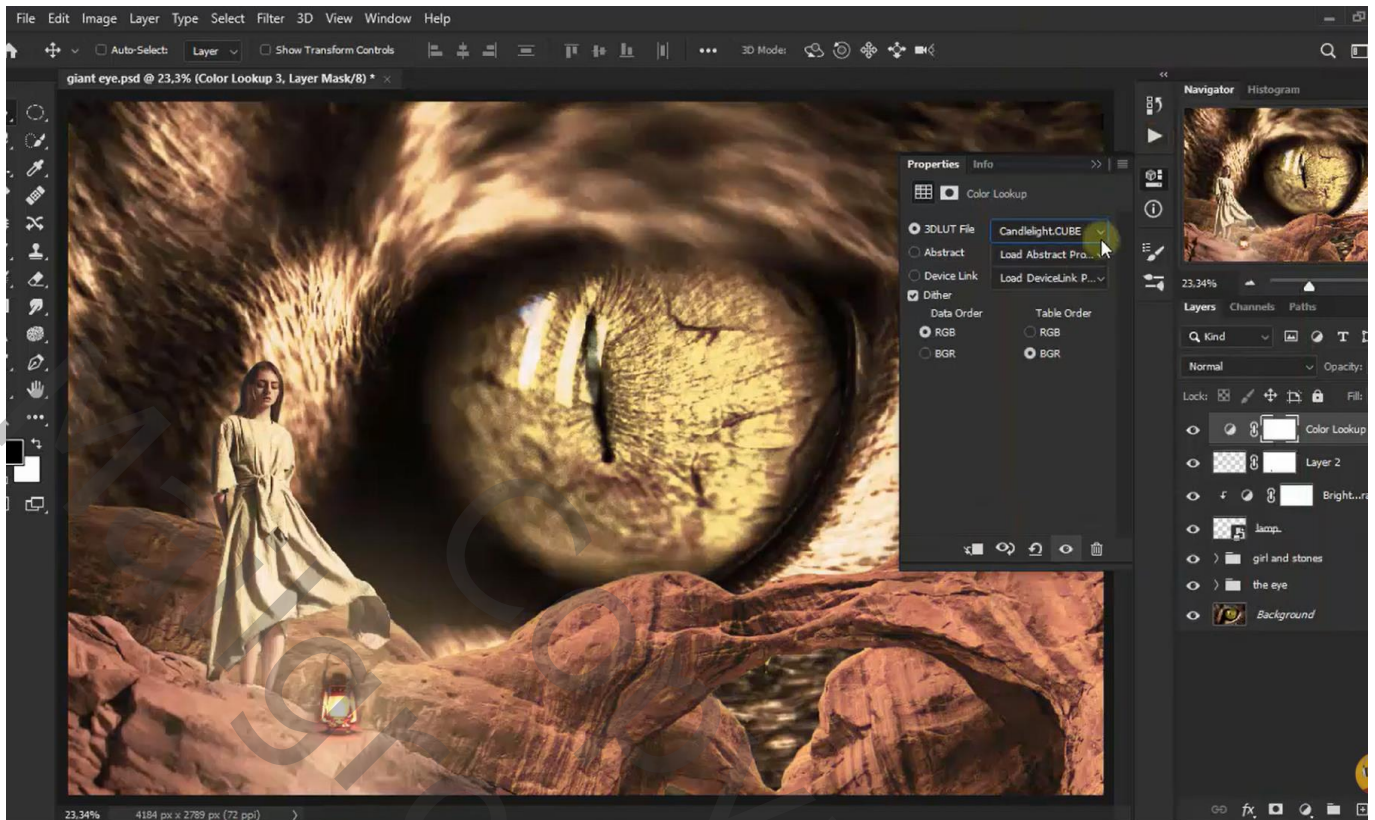 File Edit Image Layer Type Select Filter 3D View Window Help
Auto-Select: Layer Show Transform Controls 3D Mode:
giant eye.psd @ 23,3% (Color Lookup 3, Layer Mask/8) * ×
Navigator Histogram
Properties Info
Color Lookup
3DLUT File Candlelight.CUBE
Abstract Load Abstract Pro...
Device Link Load DeviceLink P...
Dither
Data Order Table Order
RGB RGB
BGR BGR
23,34%
Layers Channels Paths
Kind
Normal Opacity:
Lock: Fill:
Color Lookup
Layer 2
Bright...
lamp
girl and stones
the eye
Background
23,34% 4184 px x 2789 px (72 ppi)